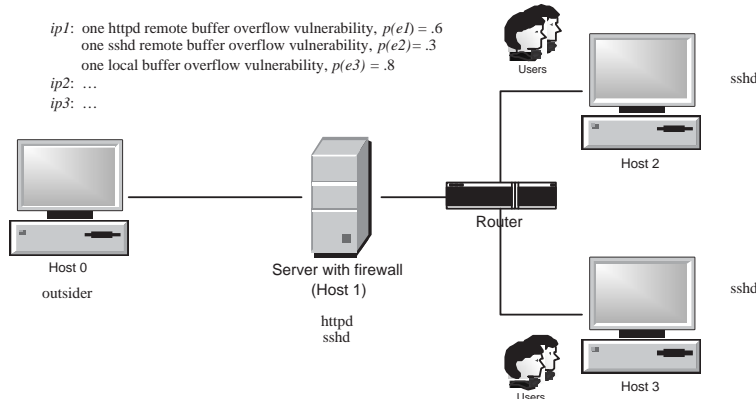 ip1: one httpd remote buffer overflow vulnerability, p(e1) = .6
one sshd remote buffer overflow vulnerability, p(e2)= .3
one local buffer overflow vulnerability, p(e3) = .8
ip2: …
ip3: …
Users
sshd
Host 2
Router
Host 0
outsider
Server with firewall
(Host 1)
httpd
sshd
sshd
Host 3
Users